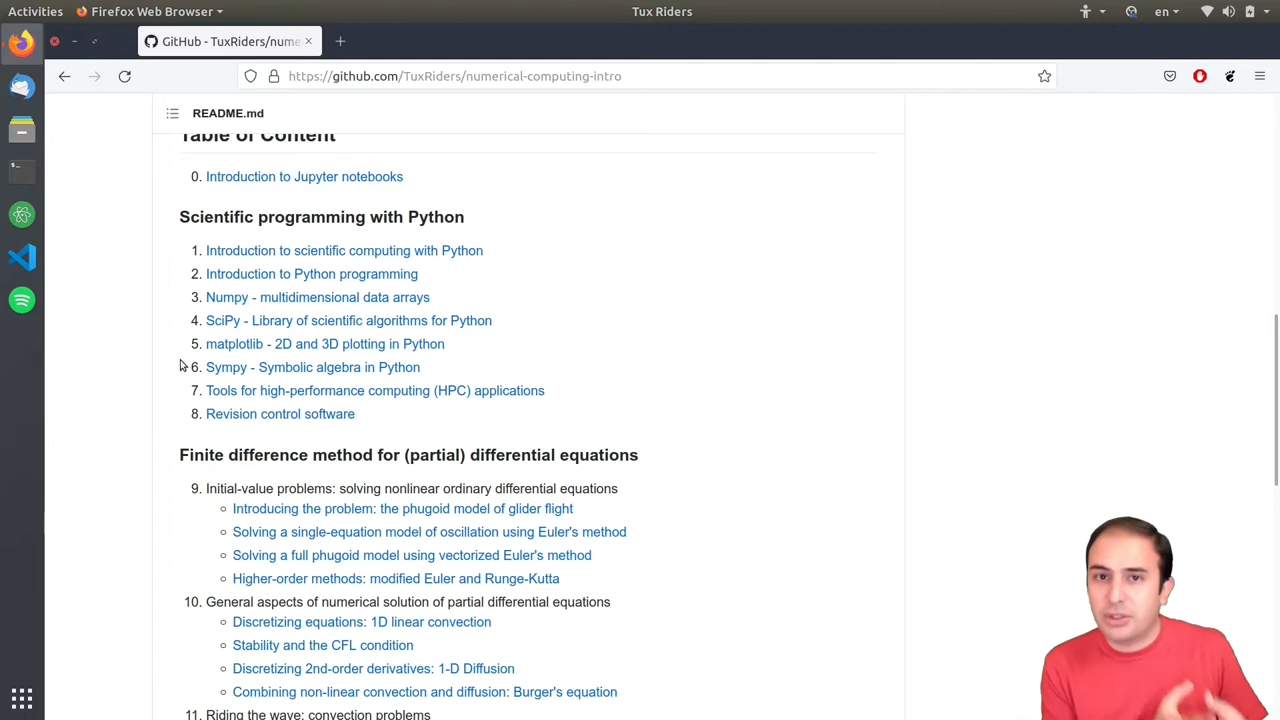 Activities
Firefox Web Browser
Tux Riders
en
GitHub - TuxRiders/nume
https://github.com/TuxRiders/numerical-computing-intro
README.md
Table of Content
0. Introduction to Jupyter notebooks
Scientific programming with Python
1. Introduction to scientific computing with Python
2. Introduction to Python programming
3. Numpy - multidimensional data arrays
4. SciPy - Library of scientific algorithms for Python
5. matplotlib - 2D and 3D plotting in Python
6. Sympy - Symbolic algebra in Python
7. Tools for high-performance computing (HPC) applications
8. Revision control software
Finite difference method for (partial) differential equations
9. Initial-value problems: solving nonlinear ordinary differential equations
Introducing the problem: the phugoid model of glider flight
Solving a single-equation model of oscillation using Euler's method
Solving a full phugoid model using vectorized Euler's method
Higher-order methods: modified Euler and Runge-Kutta
10. General aspects of numerical solution of partial differential equations
Discretizing equations: 1D linear convection
Stability and the CFL condition
Discretizing 2nd-order derivatives: 1-D Diffusion
Combining non-linear convection and diffusion: Burger's equation
11. Riding the wave: convection problems